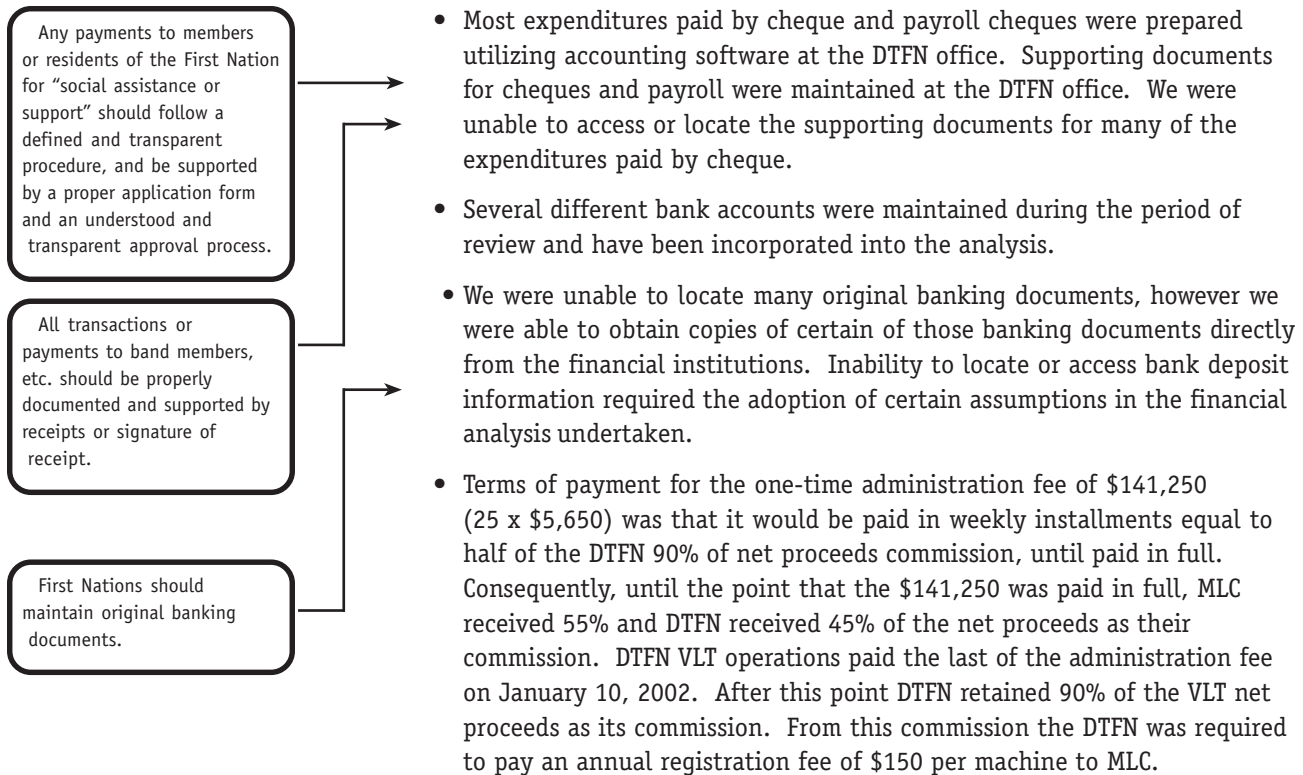 Any payments to members
or residents of the First Nation
for “social assistance or
support” should follow a
defined and transparent
procedure, and be supported
by a proper application form
and an understood and
transparent approval process.
All transactions or
payments to band members,
etc. should be properly
documented and supported by
receipts or signature of
receipt.
First Nations should
maintain original banking
documents.
• Most expenditures paid by cheque and payroll cheques were prepared
utilizing accounting software at the DTFN office. Supporting documents
for cheques and payroll were maintained at the DTFN office. We were
unable to access or locate the supporting documents for many of the
expenditures paid by cheque.
• Several different bank accounts were maintained during the period of
review and have been incorporated into the analysis.
• We were unable to locate many original banking documents, however we
were able to obtain copies of certain of those banking documents directly
from the financial institutions. Inability to locate or access bank deposit
information required the adoption of certain assumptions in the financial
analysis undertaken.
• Terms of payment for the one-time administration fee of $141,250
(25 x $5,650) was that it would be paid in weekly installments equal to
half of the DTFN 90% of net proceeds commission, until paid in full.
Consequently, until the point that the $141,250 was paid in full, MLC
received 55% and DTFN received 45% of the net proceeds as their
commission. DTFN VLT operations paid the last of the administration fee
on January 10, 2002. After this point DTFN retained 90% of the VLT net
proceeds as its commission. From this commission the DTFN was required
to pay an annual registration fee of $150 per machine to MLC.